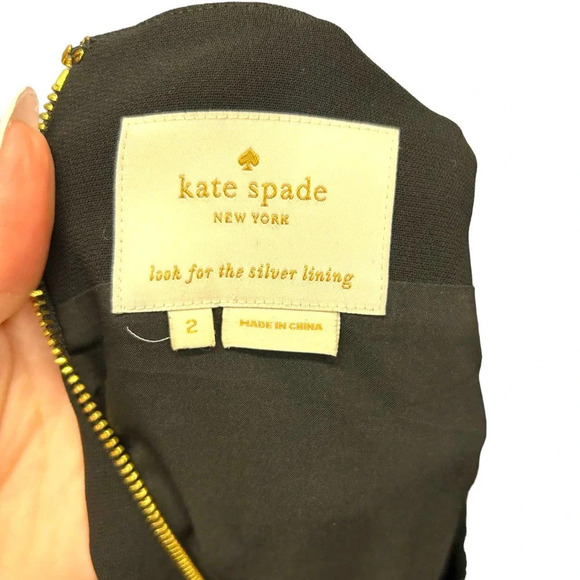 kate spade
NEW YORK
look for the silver lining
2
MADE IN CHINA